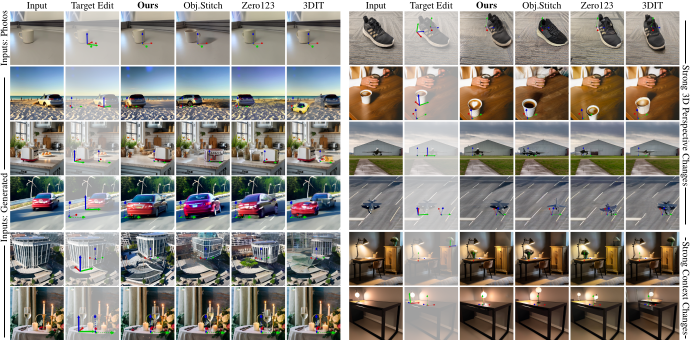 Input Target Edit Ours Obj.Stitch Zero123 3DIT
Input Target Edit Ours Obj.Stitch Zero123 3DIT
Inputs: Photos
Inputs: Generated
Strong 3D Perspective Changes
Strong Context Changes